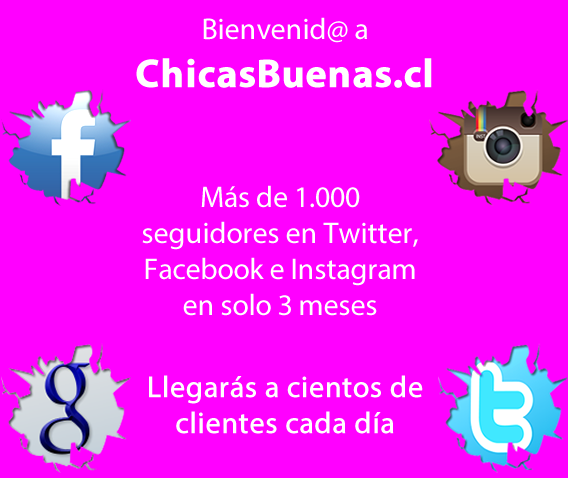 Bienvenid@ a
ChicasBuenas.cl
Más de 1.000
seguidores en Twitter,
Facebook e Instagram
en solo 3 meses
Llegarás a cientos de
clientes cada día
f
INST
g
t